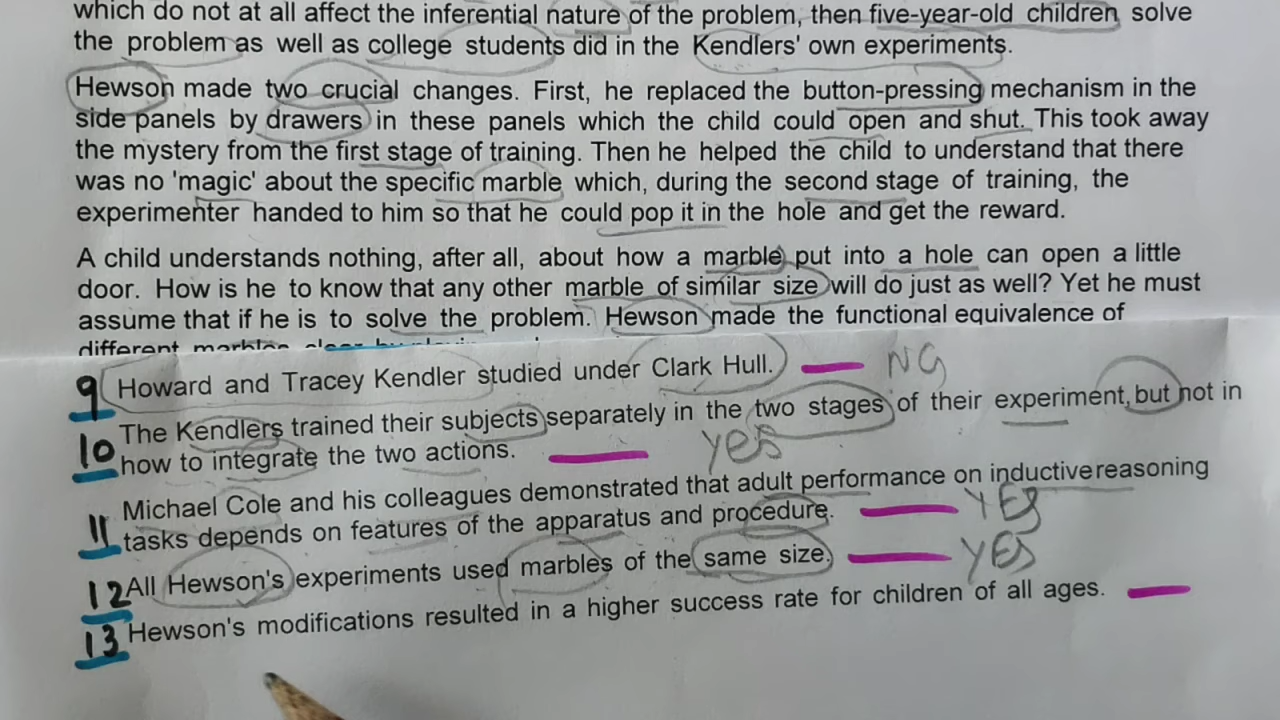 which do not at all affect the inferential nature of the problem, then five-year-old children solve
the problem as well as college students did in the Kendlers' own experiments.
Hewson made two crucial changes. First, he replaced the button-pressing mechanism in the
side panels by drawers in these panels which the child could open and shut. This took away
the mystery from the first stage of training. Then he helped the child to understand that there
was no 'magic' about the specific marble which, during the second stage of training, the
experimenter handed to him so that he could pop it in the hole and get the reward.
A child understands nothing, after all, about how a marble put into a hole can open a little
door. How is he to know that any other marble of similar size will do just as well? Yet he must
assume that if he is to solve the problem. Hewson made the functional equivalence of
different marbles clear by
9 Howard and Tracey Kendler studied under Clark Hull. NG
10 The Kendlers trained their subjects separately in the two stages of their experiment, but not in
how to integrate the two actions. yes
11 Michael Cole and his colleagues demonstrated that adult performance on inductive reasoning
tasks depends on features of the apparatus and procedure. YES
12 All Hewson's experiments used marbles of the same size. YES
13 Hewson's modifications resulted in a higher success rate for children of all ages.